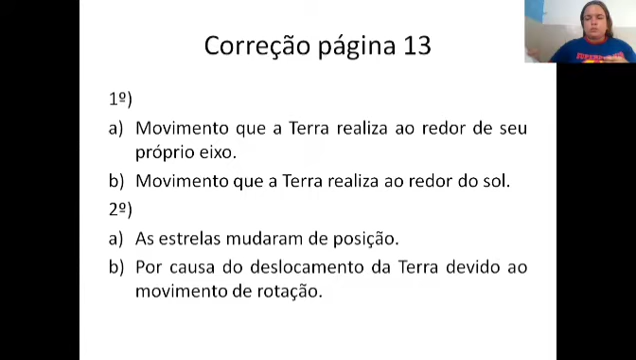 Correção página 13
1º)
a) Movimento que a Terra realiza ao redor de seu
próprio eixo.
b) Movimento que a Terra realiza ao redor do sol.
2º)
a) As estrelas mudaram de posição.
b) Por causa do deslocamento da Terra devido ao
movimento de rotação.